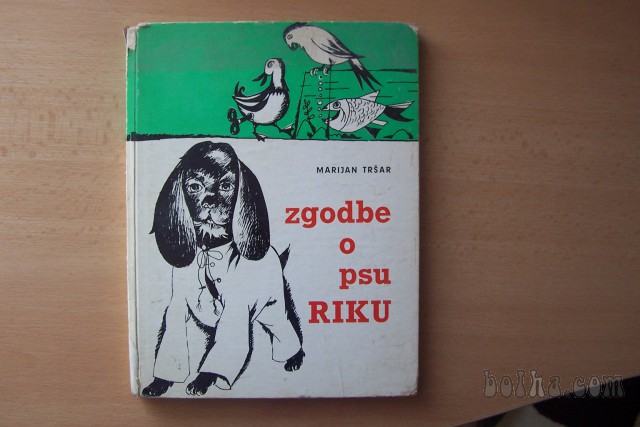 MARIJAN TRŠAR
zgodbe
o
psu
RIKU
bolha.com